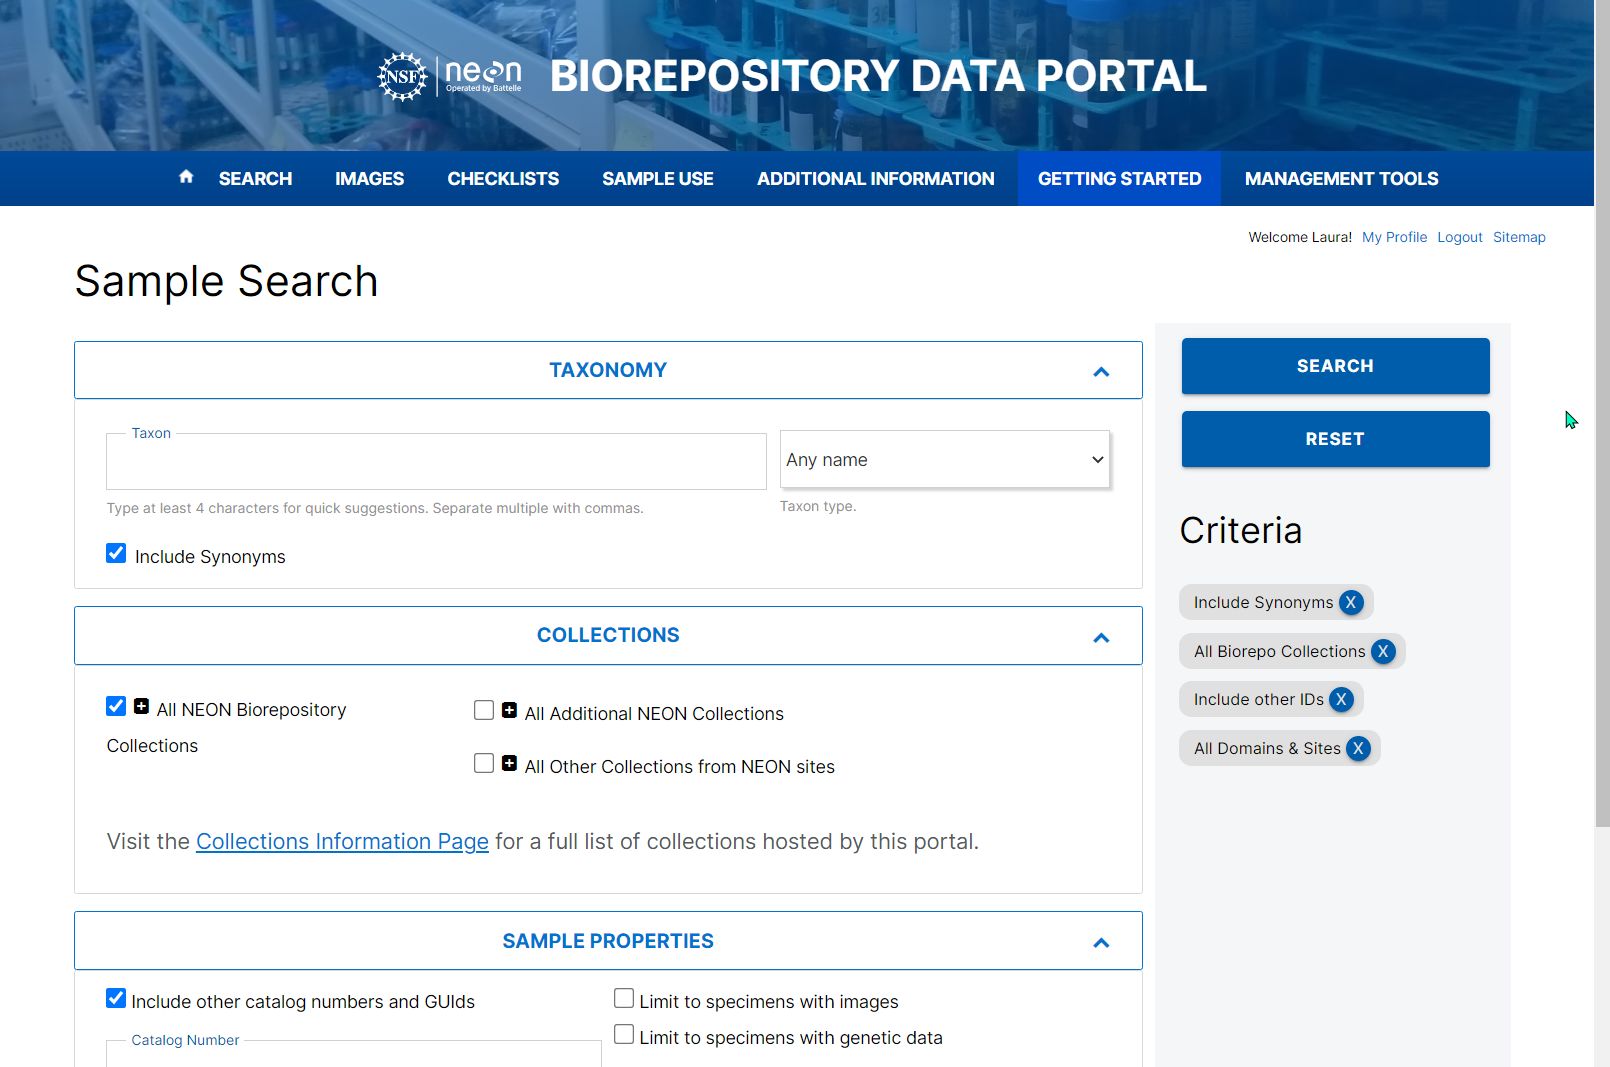 NSF
neon
Operated by Battelle
BIOREPOSITORY DATA PORTAL
SEARCH IMAGES CHECKLISTS SAMPLE USE ADDITIONAL INFORMATION GETTING STARTED MANAGEMENT TOOLS
Welcome Laura! My Profile Logout Sitemap
Sample Search
TAXONOMY
Taxon
Any name
Type at least 4 characters for quick suggestions. Separate multiple with commas.
Taxon type.
Include Synonyms
COLLECTIONS
All NEON Biorepository
Collections
All Additional NEON Collections
All Other Collections from NEON sites
Visit the Collections Information Page for a full list of collections hosted by this portal.
SAMPLE PROPERTIES
Include other catalog numbers and GUIds
Limit to specimens with images
Catalog Number
Limit to specimens with genetic data
SEARCH
RESET
Criteria
Include Synonyms X
All Biorepo Collections X
Include other IDs X
All Domains & Sites X